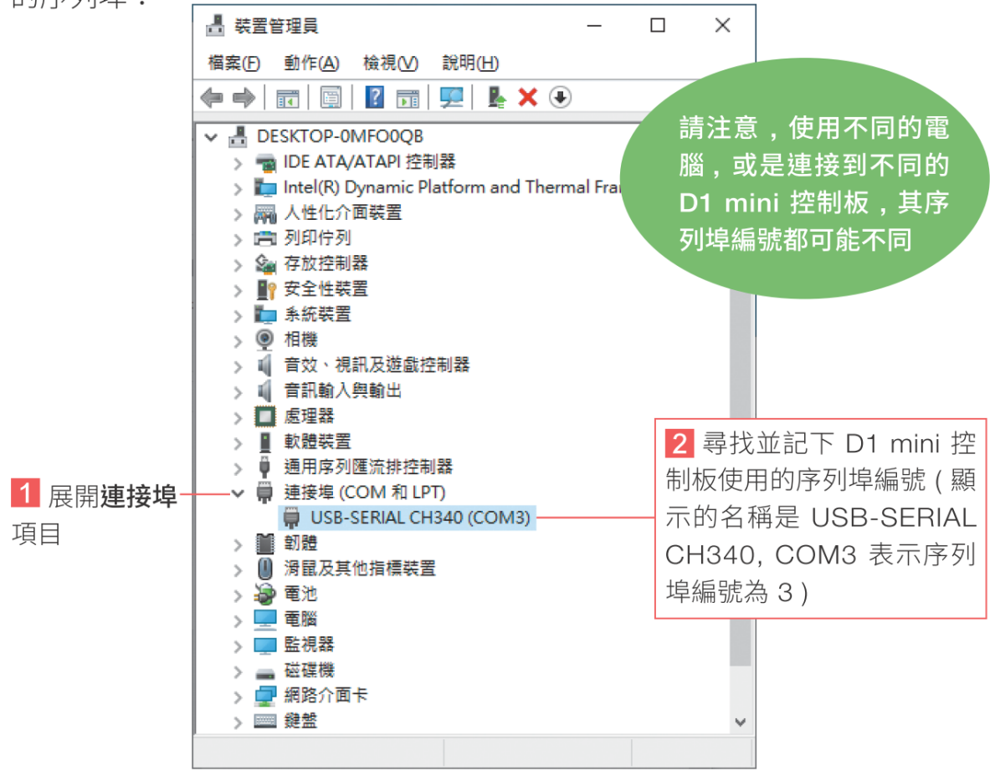 的序列埠：
裝置管理員
檔案(F) 動作(A) 檢視(V) 說明(H)
DESKTOP-0MFO0QB
IDE ATA/ATAPI 控制器
Intel(R) Dynamic Platform and Thermal Fra
人性化介面裝置
列印佇列
存放控制器
安全性裝置
系統裝置
相機
音效、視訊及遊戲控制器
音訊輸入與輸出
處理器
軟體裝置
通用序列匯流排控制器
連接埠 (COM 和 LPT)
USB-SERIAL CH340 (COM3)
韌體
滑鼠及其他指標裝置
電池
電腦
監視器
磁碟機
網路介面卡
鍵盤
請注意，使用不同的電
腦，或是連接到不同的
D1 mini 控制板，其序
列埠編號都可能不同
1 展開連接埠
項目
2 尋找並記下 D1 mini 控
制板使用的序列埠編號（顯
示的名稱是 USB-SERIAL
CH340, COM3 表示序列
埠編號為 3）